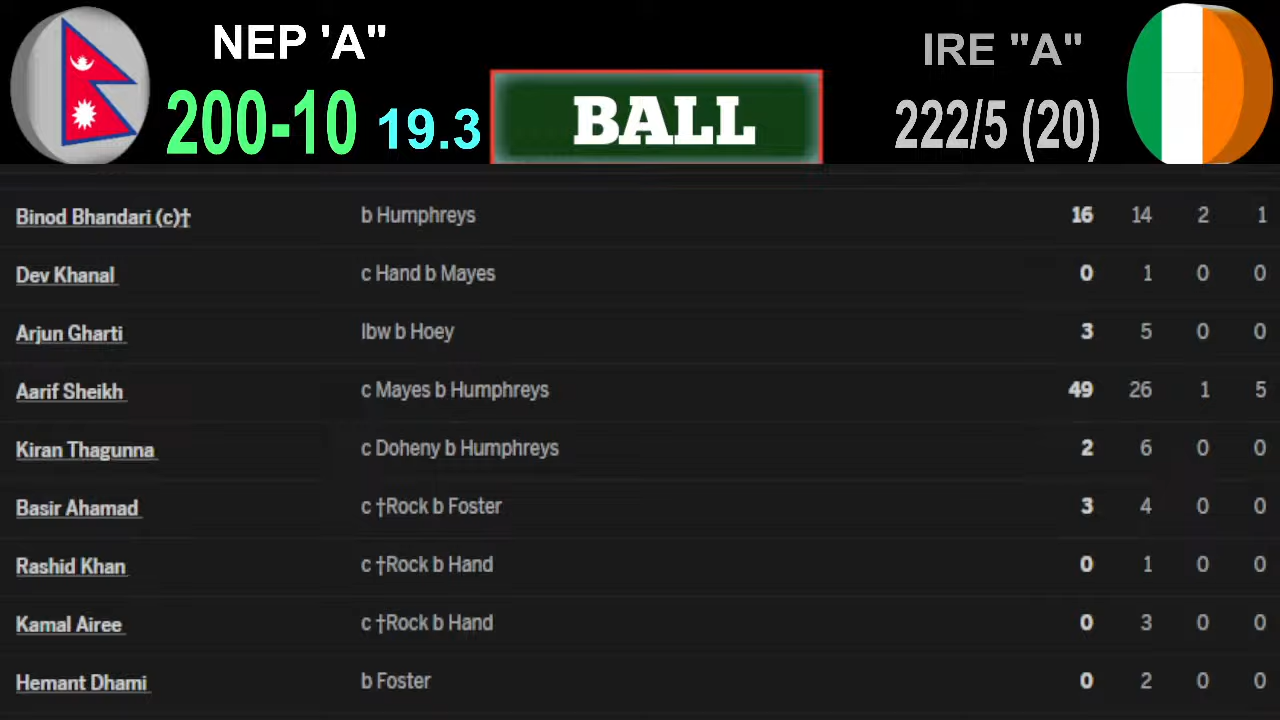 NEP 'A" IRE "A"
200-10 19.3 BALL 222/5 (20)
Binod Bhandari (c)† b Humphreys 16 14 2 1
Dev Khanal c Hand b Mayes 0 1 0 0
Arjun Gharti lbw b Hoey 3 5 0 0
Aarif Sheikh c Mayes b Humphreys 49 26 1 5
Kiran Thagunna c Doheny b Humphreys 2 6 0 0
Basir Ahamad c †Rock b Foster 3 4 0 0
Rashid Khan c †Rock b Hand 0 1 0 0
Kamal Airee c †Rock b Hand 0 3 0 0
Hemant Dhami b Foster 0 2 0 0